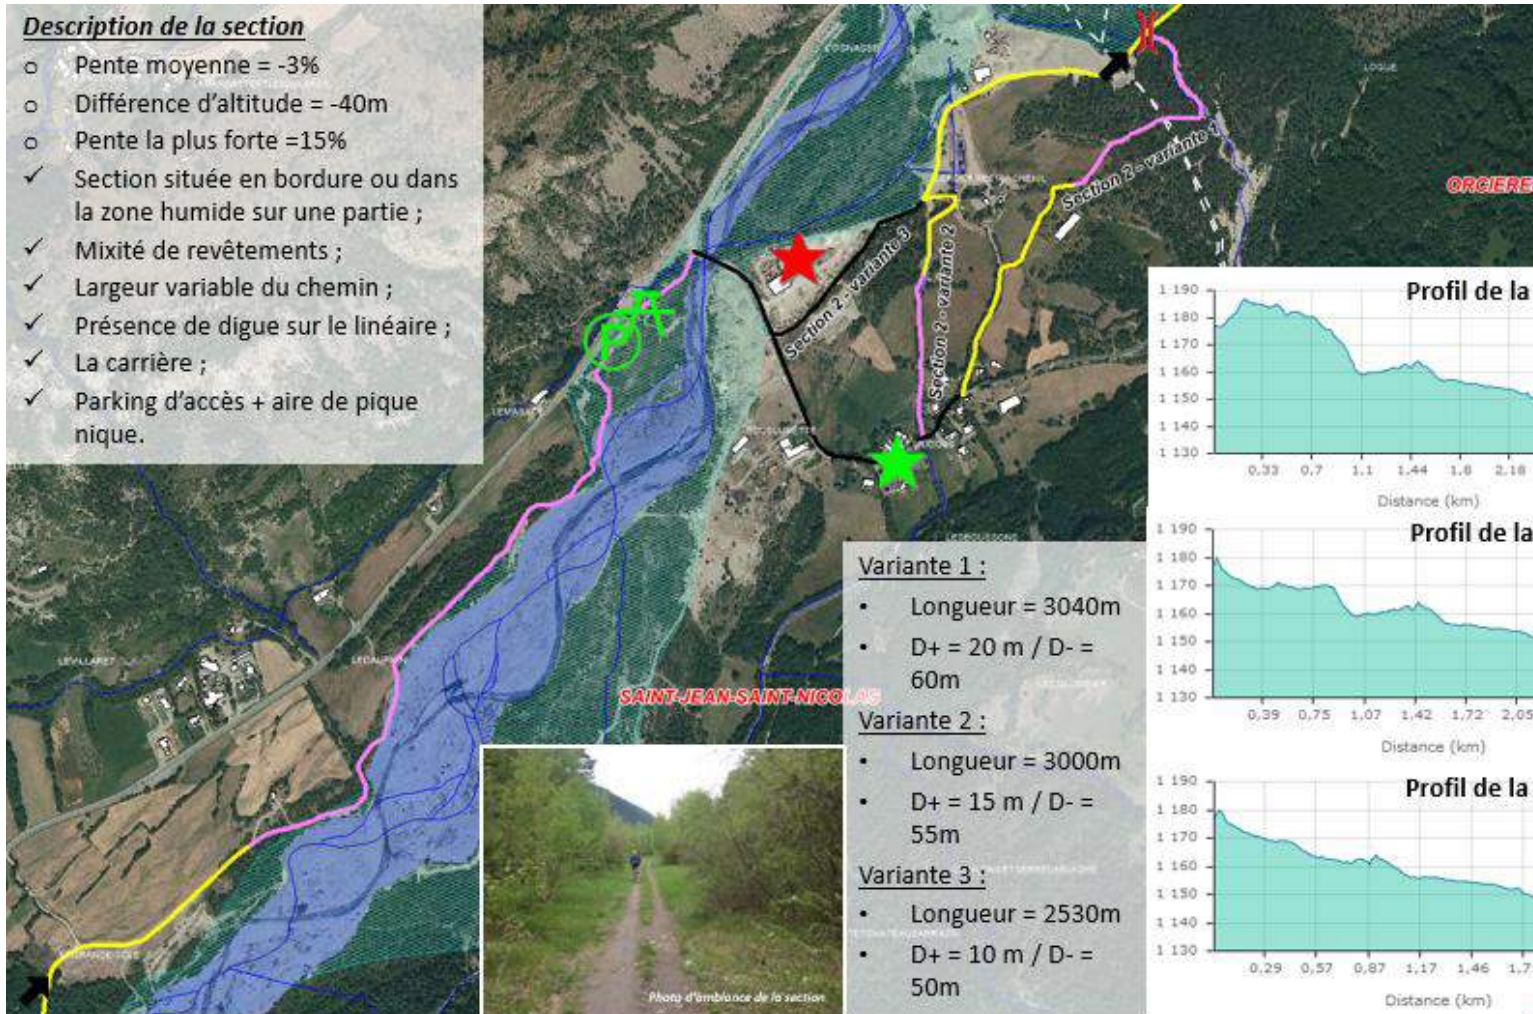 Description de la section
o Pente moyenne = -3%
o Différence d'altitude = -40m
o Pente la plus forte =15%
✓ Section située en bordure ou dans
la zone humide sur une partie ;
✓ Mixité de revêtements ;
✓ Largeur variable du chemin ;
✓ Présence de digue sur le linéaire ;
✓ La carrière ;
✓ Parking d'accès + aire de pique
nique.
LOGUE
ORCIERE
Section 2 - variante 1
Section 2 - variante 2
Section 2 - variante 3
P
SAINT-JEAN-SAINT-NICOLAS
Variante 1 :
• Longueur = 3040m
• D+ = 20 m / D- =
60m
Variante 2 :
• Longueur = 3000m
• D+ = 15 m / D- =
55m
Variante 3 :
• Longueur = 2530m
• D+ = 10 m / D- =
50m
Photo d'ambiance de la section
Profil de la
1 190
1 180
1 170
1 160
1 150
1 140
1 130
0,33 0,7 1,1 1,44 1,8 2,18
Distance (km)
Profil de la
1 190
1 180
1 170
1 160
1 150
1 140
1 130
0,39 0,75 1,07 1,42 1,72 2,05
Distance (km)
Profil de la
1 190
1 180
1 170
1 160
1 150
1 140
1 130
0,29 0,57 0,87 1,17 1,46 1,7
Distance (km)